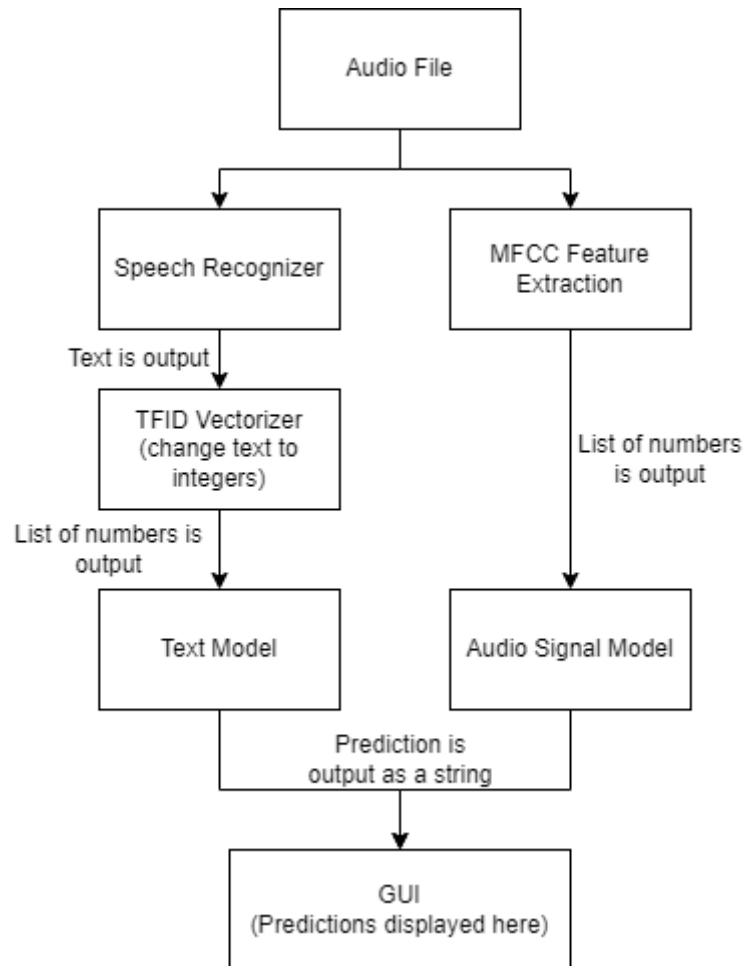 Audio File
Speech Recognizer
MFCC Feature
Extraction
Text is output
TFID Vectorizer
(change text to
integers)
List of numbers
is output
List of numbers is
output
Text Model
Audio Signal Model
Prediction is
output as a string
GUI
(Predictions displayed here)